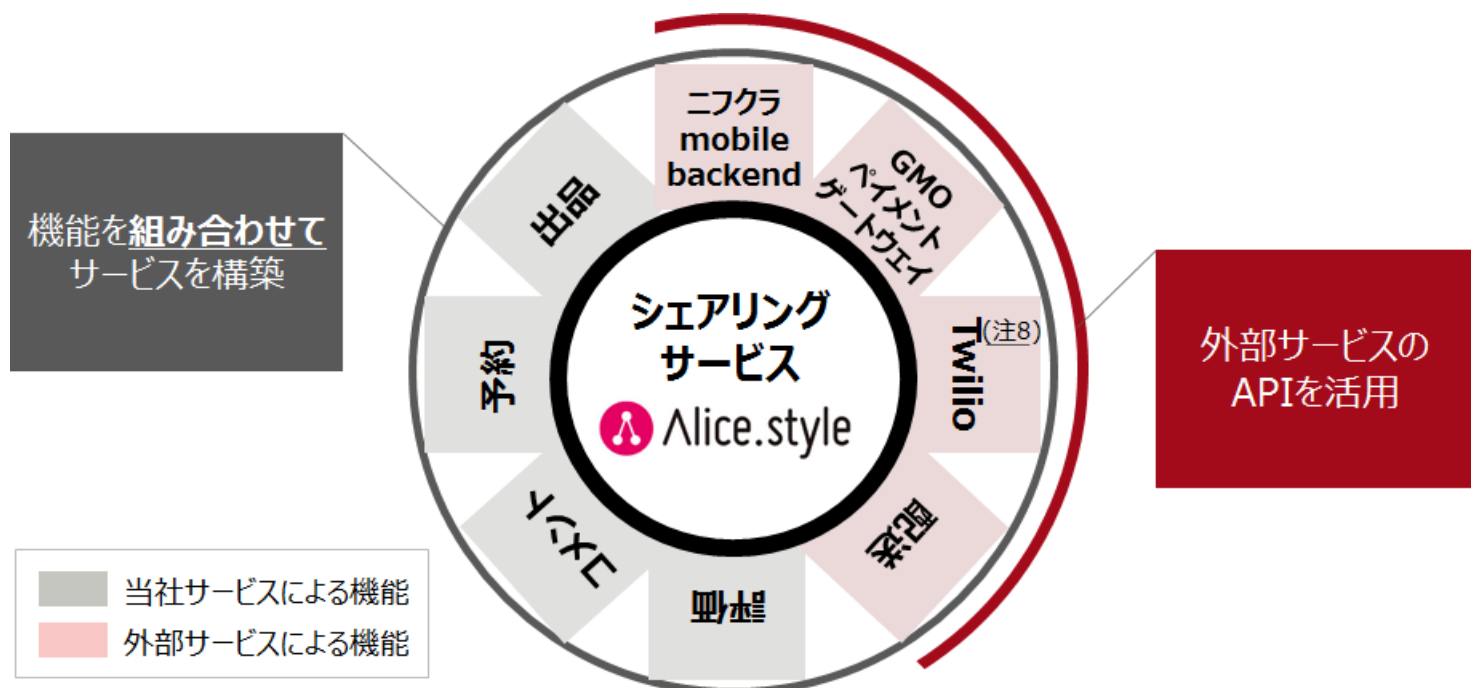 機能を組み合わせて
サービスを構築
ニフクラ
mobile
backend
GMO
ペイメント
ゲートウェイ
Twillio
(注8)
配送
評価
コメント
予約
出品
シェアリング
サービス
Alice.style
外部サービスの
APIを活用
当社サービスによる機能
外部サービスによる機能